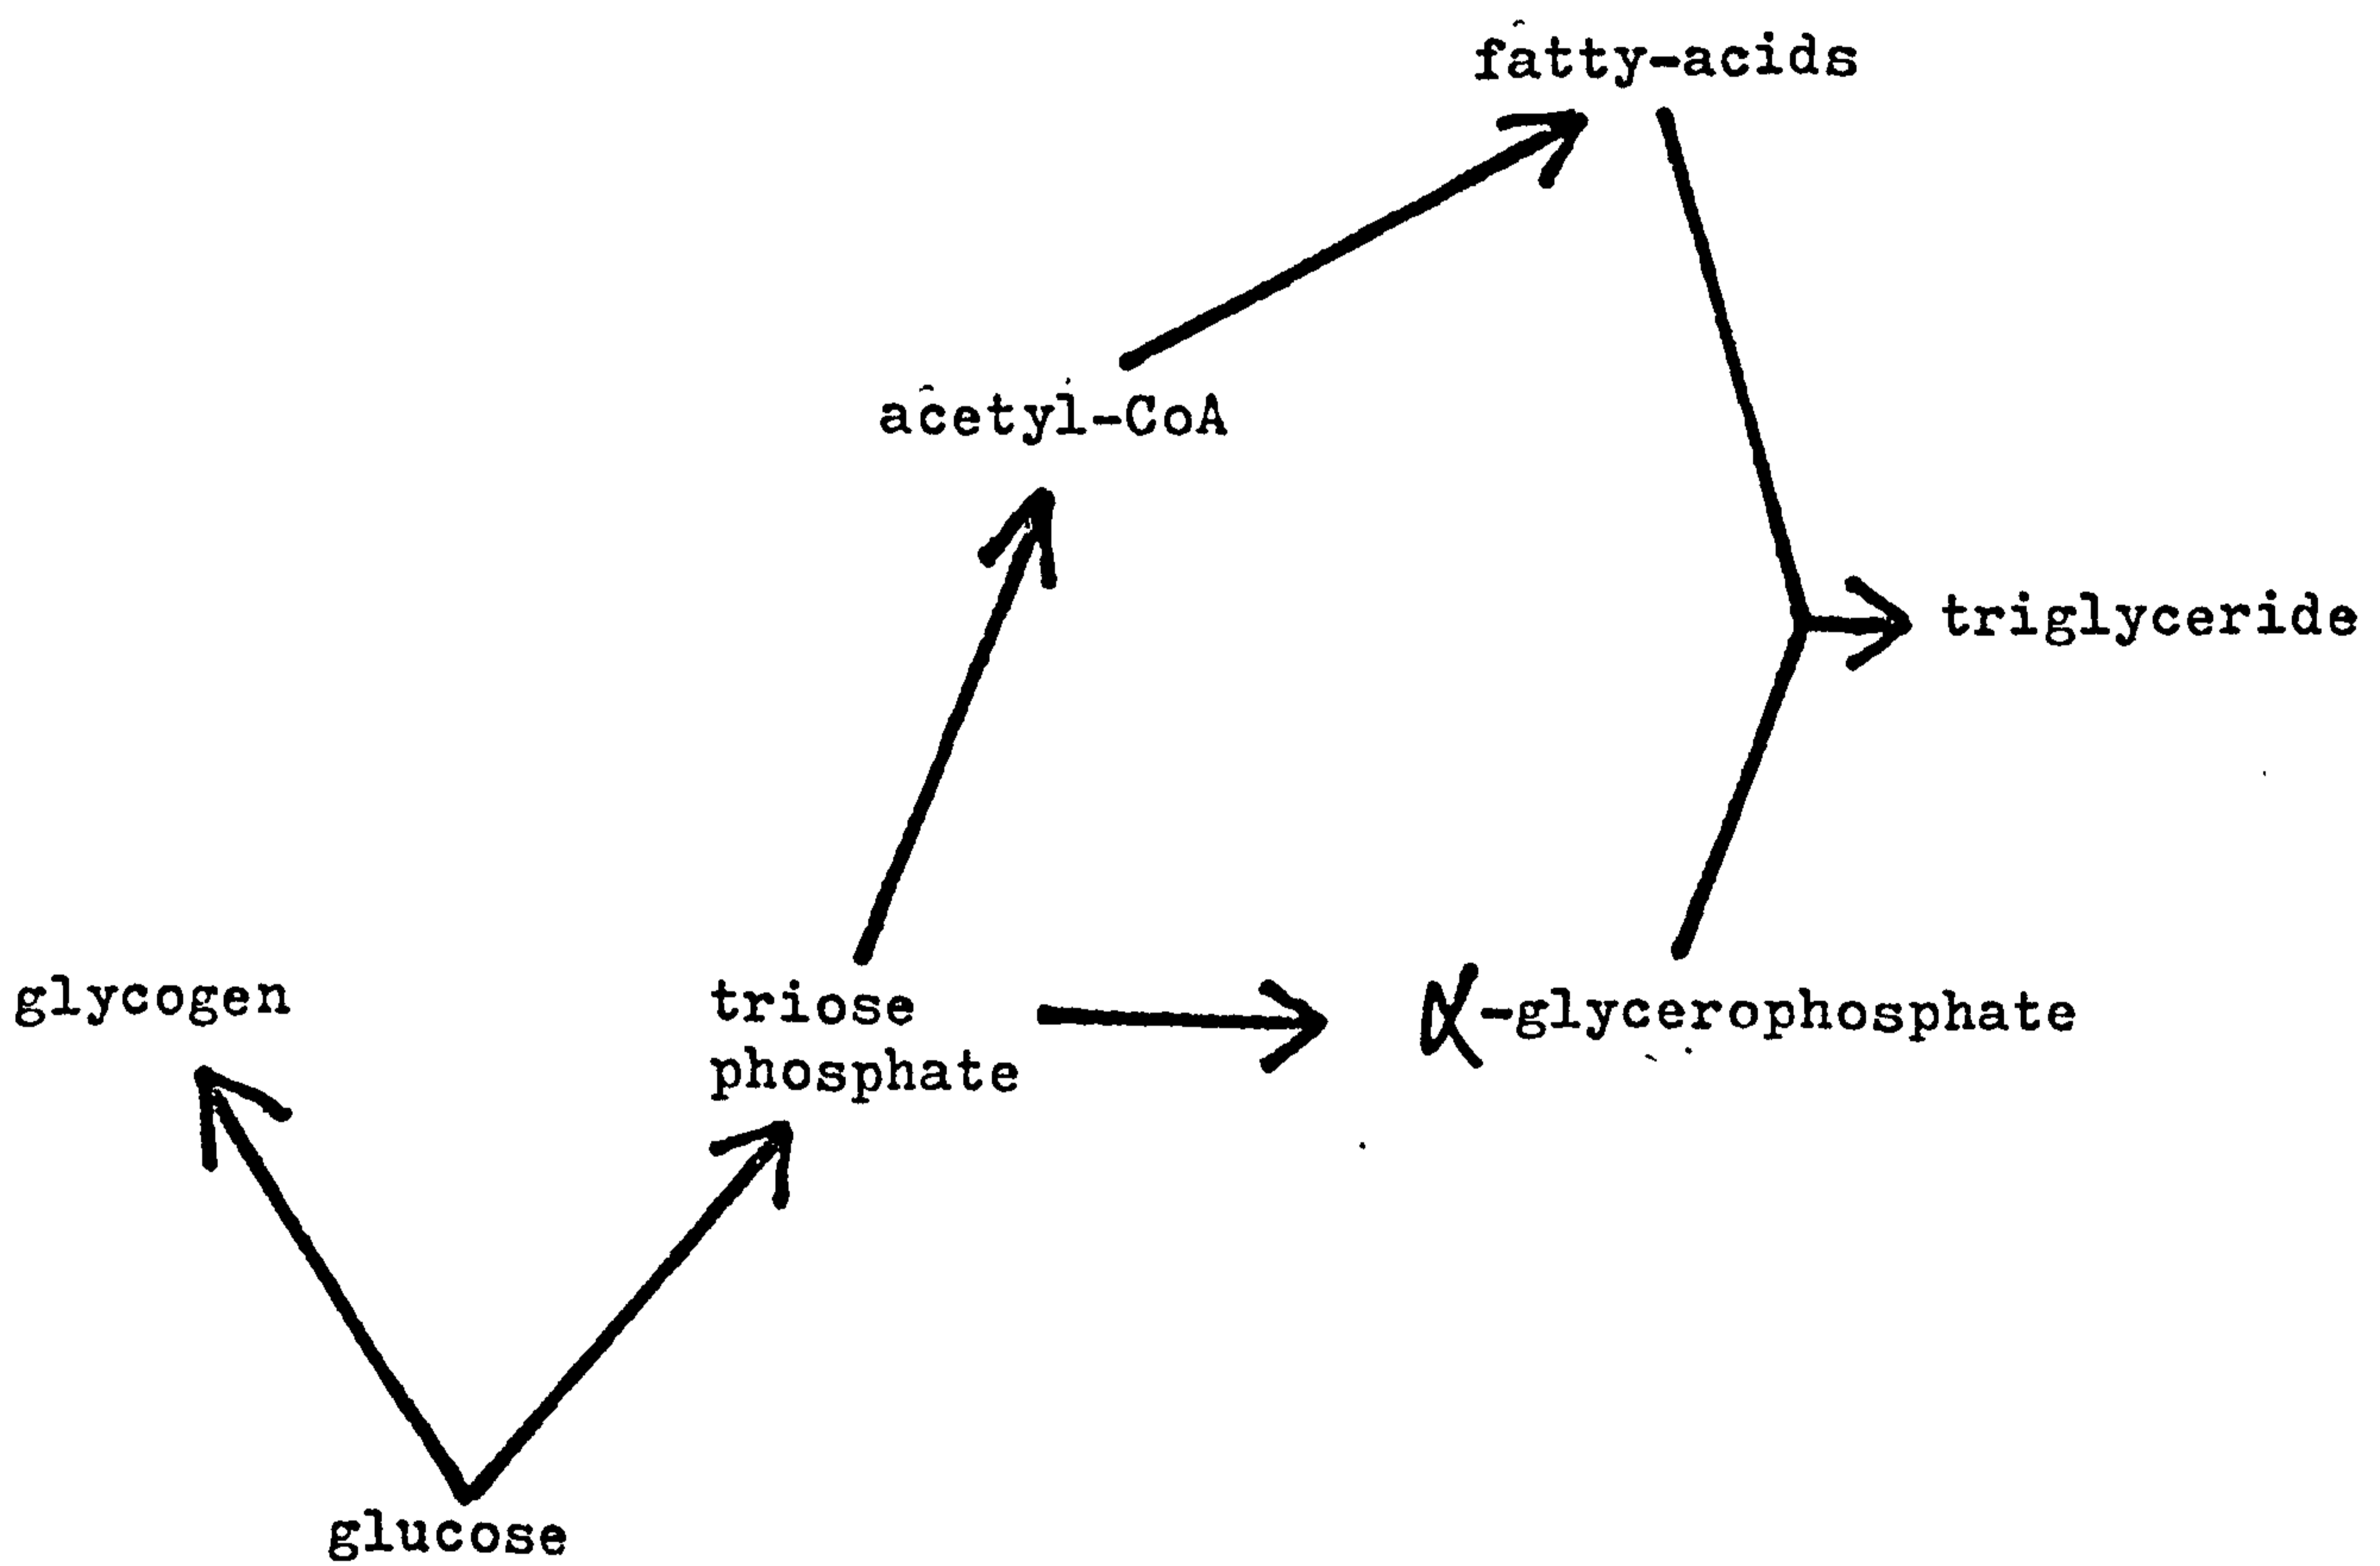 fatty-acids
acetyl-CoA
triglyceride
glycogen
triose
phosphate
α-glycerophosphate
glucose